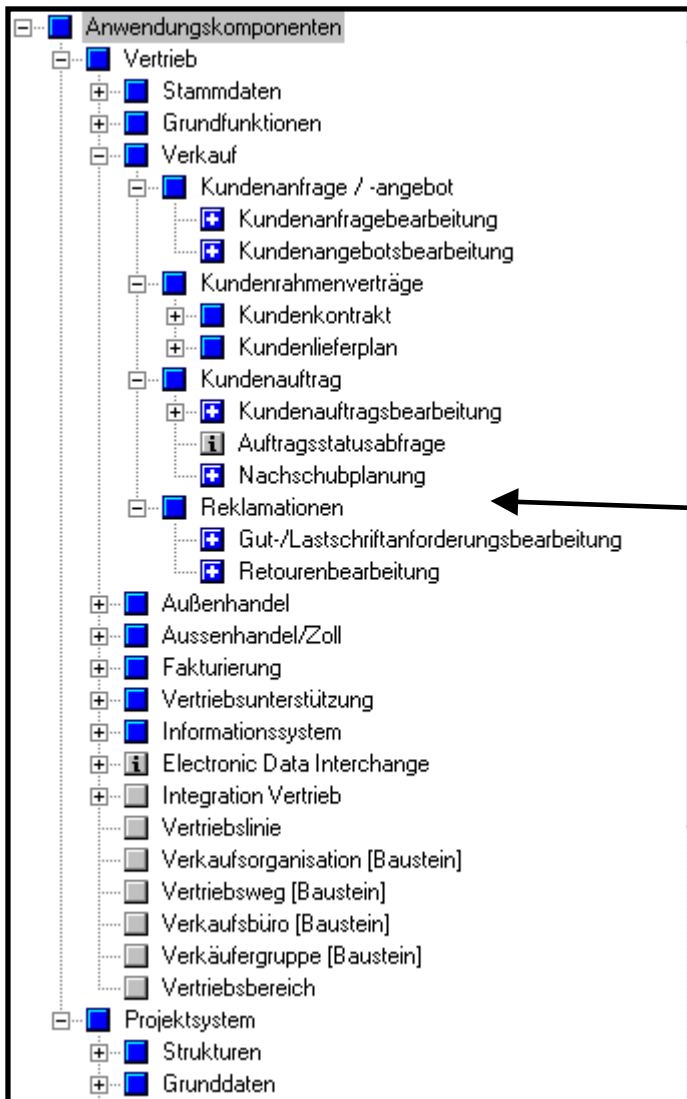 Anwendungskomponenten
Vertrieb
Stammdaten
Grundfunktionen
Verkauf
Kundenanfrage / -angebot
Kundenanfragebearbeitung
Kundenangebotsbearbeitung
Kundenrahmenverträge
Kundenkontrakt
Kundenlieferplan
Kundenauftrag
Kundenauftragsbearbeitung
Auftragsstatusabfrage
Nachschubplanung
Reklamationen
Gut-/Lastschriftanforderungsbearbeitung
Retourenbearbeitung
Außenhandel
Aussenhandel/Zoll
Fakturierung
Vertriebsunterstützung
Informationssystem
Electronic Data Interchange
Integration Vertrieb
Vertriebslinie
Verkaufsorganisation [Baustein]
Vertriebsweg [Baustein]
Verkaufsbüro [Baustein]
Verkäufergruppe [Baustein]
Vertriebsbereich
Projektsystem
Strukturen
Grunddaten